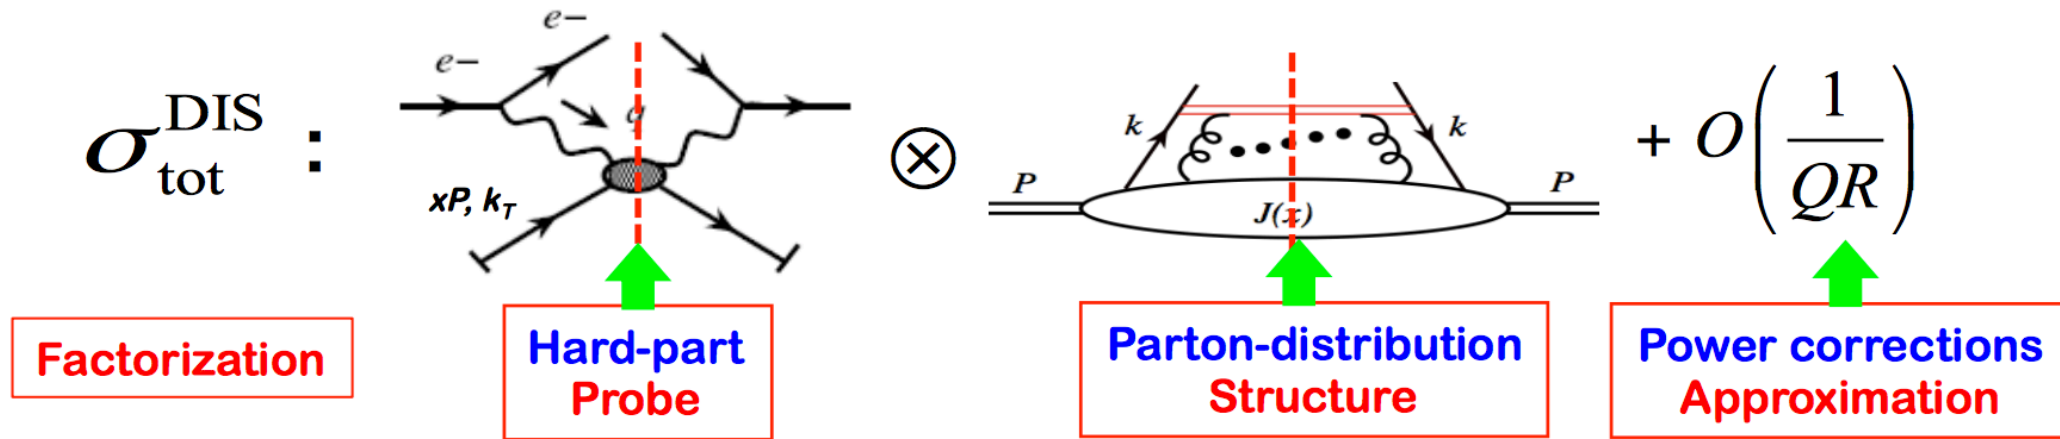 σ_tot^DIS :
e−
e−
q
xP, k_T
⊗
k
k
P
P
J(x)
+ O(1/QR)
Factorization
Hard-part
Probe
Parton-distribution
Structure
Power corrections
Approximation